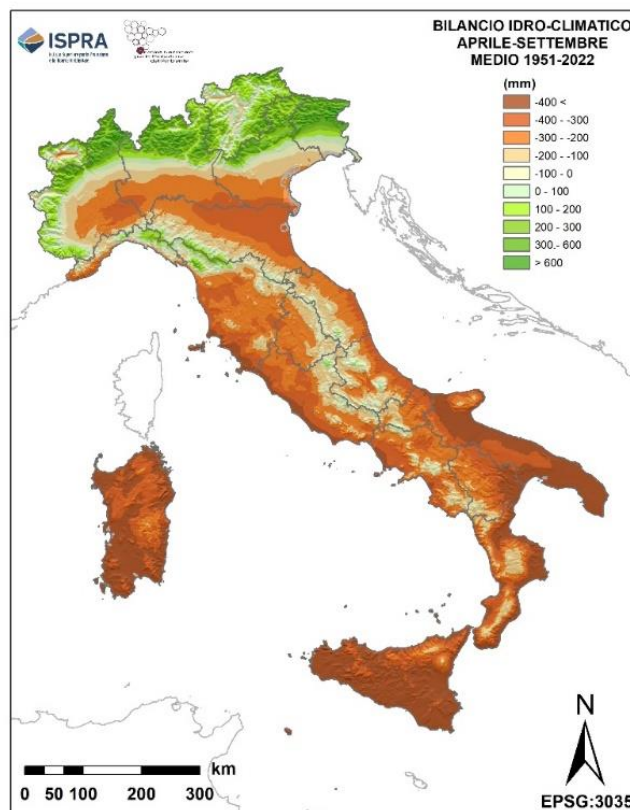 ISPRA
BILANCIO IDRO-CLIMATICO
APRILE-SETTEMBRE
MEDIO 1951-2022
(mm)
-400 <
-400 - -300
-300 - -200
-200 - -100
-100 - 0
0 - 100
100 - 200
200 - 300
300.- 600
> 600
N
km
0 50 100 200 300
EPSG:3035